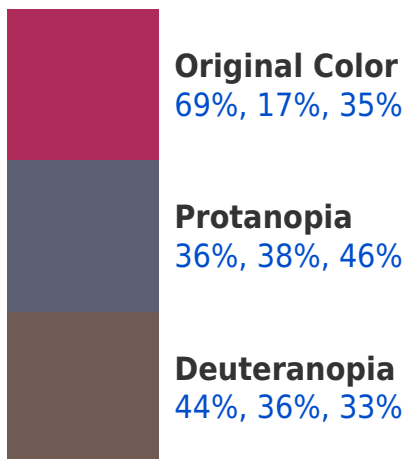 Original Color
69%, 17%, 35%
Protanopia
36%, 38%, 46%
Deuteranopia
44%, 36%, 33%